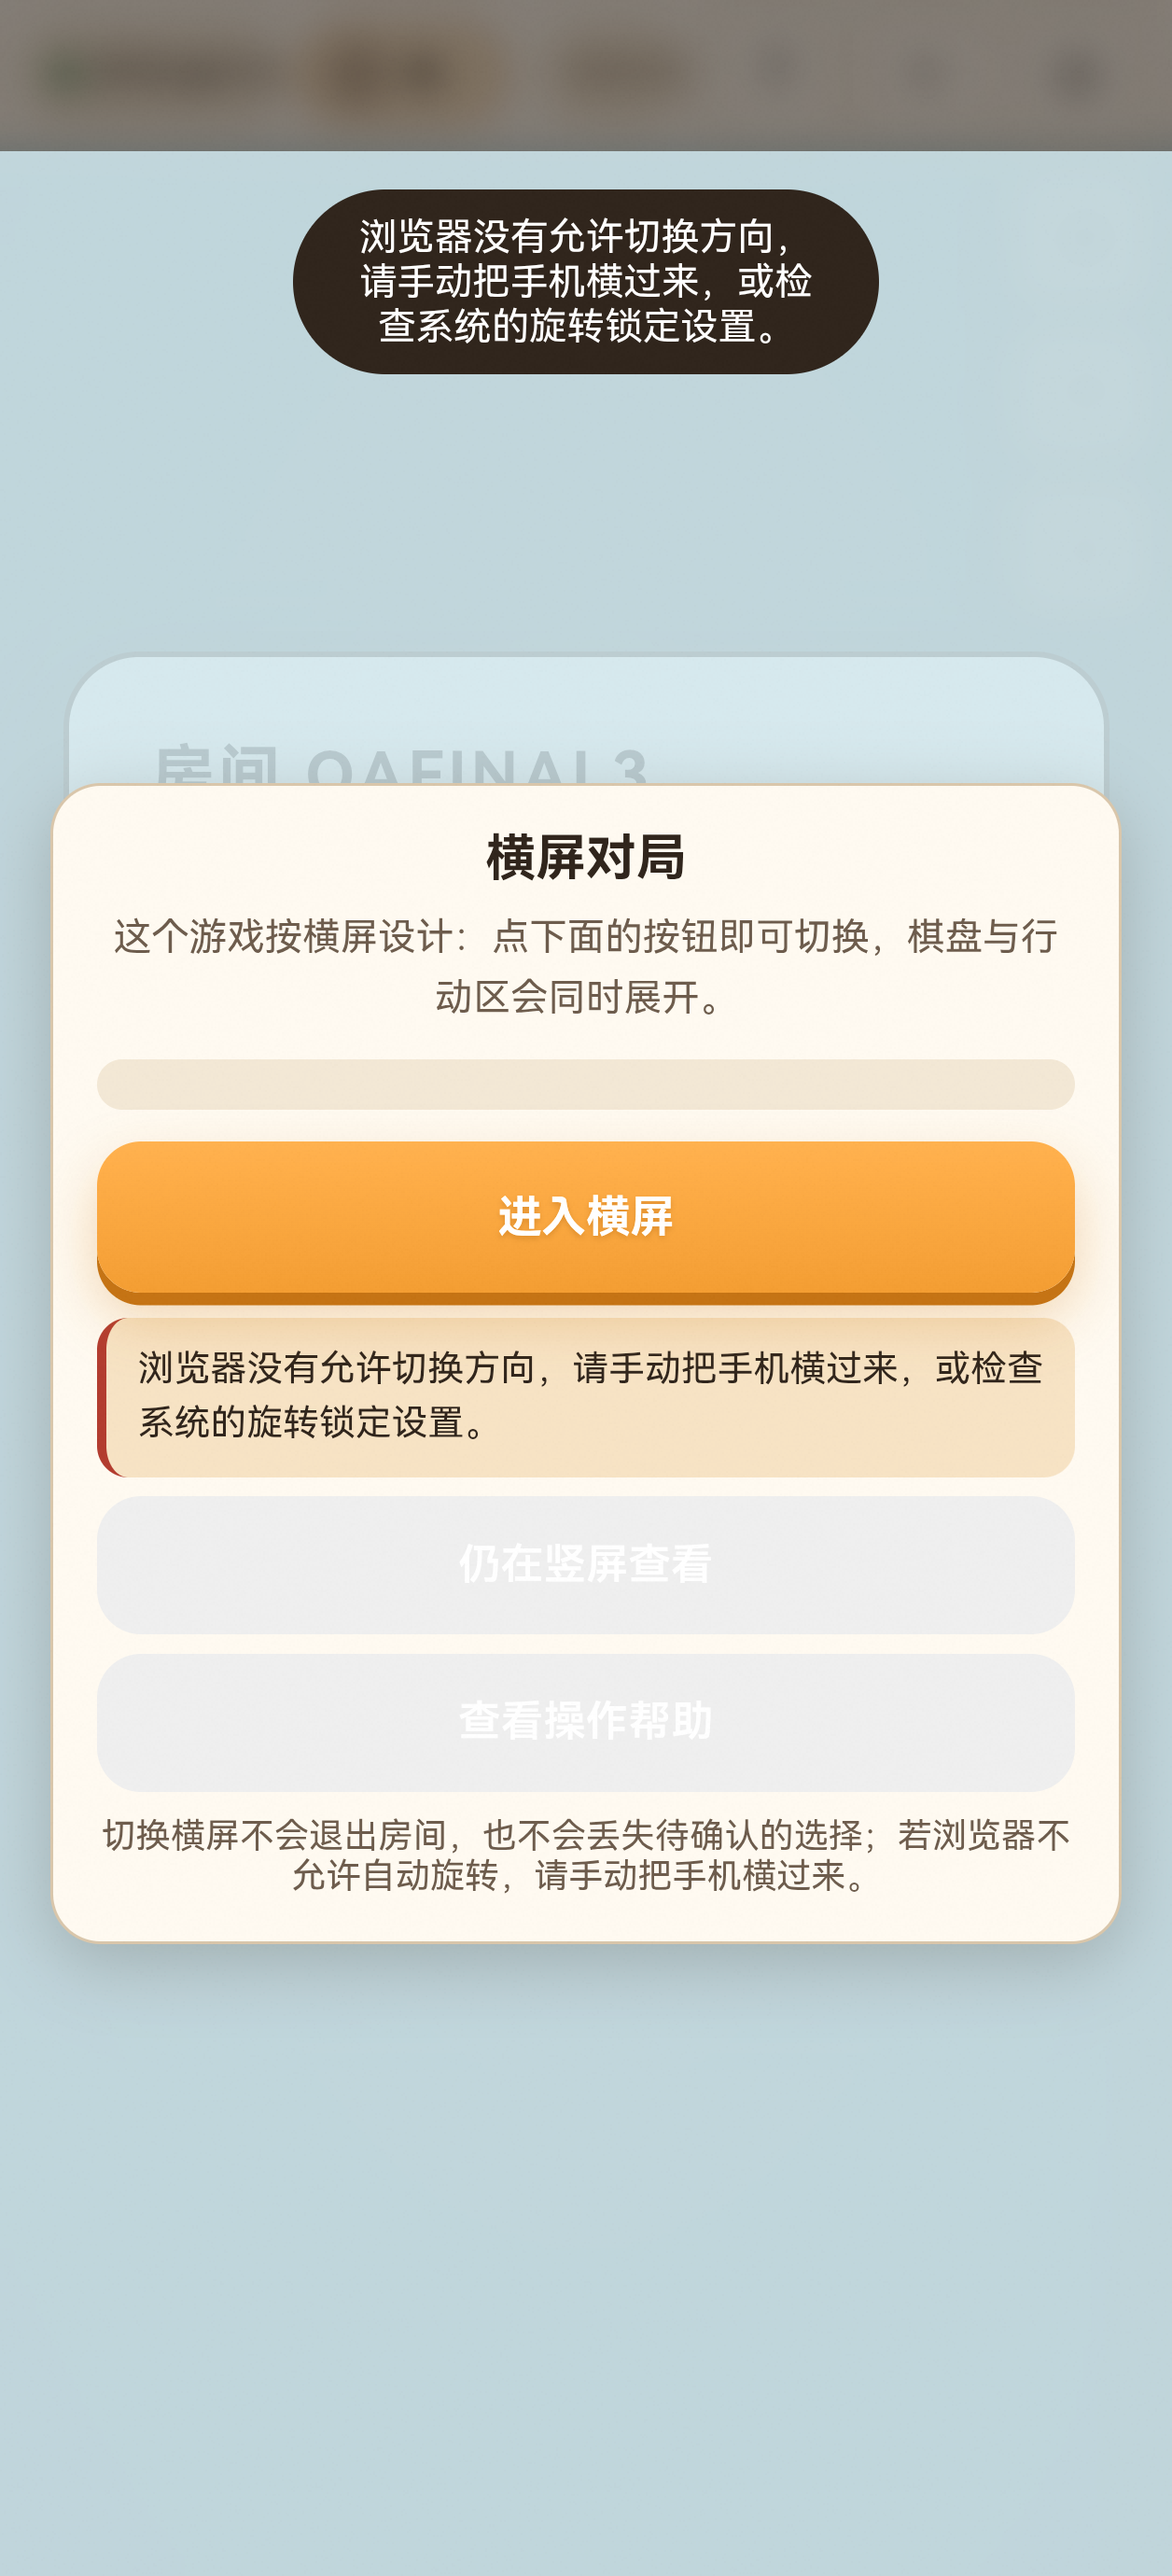 浏览器没有允许切换方向，
请手动把手机横过来，或检
查系统的旋转锁定设置。
房间 QAFINAL3
横屏对局
这个游戏按横屏设计：点下面的按钮即可切换，棋盘与行
动区会同时展开。
进入横屏
浏览器没有允许切换方向，请手动把手机横过来，或检查
系统的旋转锁定设置。
仍在竖屏查看
查看操作帮助
切换横屏不会退出房间，也不会丢失待确认的选择；若浏览器不
允许自动旋转，请手动把手机横过来。